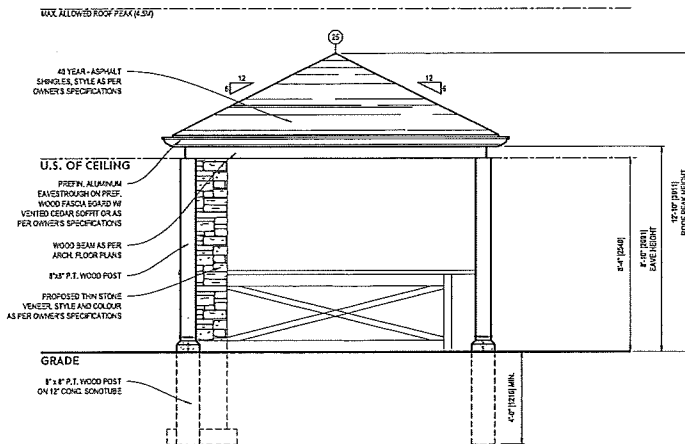 MAX. ALLOWED ROOF PEAK (4.5M)
25
12
6
12
6
40 YEAR - ASPHALT
SHINGLES, STYLE AS PER
OWNER'S SPECIFICATIONS
U.S. OF CEILING
PREFIN. ALUMINUM
EAVESTROUGH ON PREF.
WOOD FASCIA BOARD W/
VENTED CEDAR SOFFIT OR AS
PER OWNER'S SPECIFICATIONS
WOOD BEAM AS PER
ARCH. FLOOR PLANS
8"x8" P.T. WOOD POST
PROPOSED THIN STONE
VENEER, STYLE AND COLOUR
AS PER OWNER'S SPECIFICATIONS
GRADE
8" x 8" P.T. WOOD POST
ON 12" CONC. SONOTUBE
8'-4" [2540]
EAVE HEIGHT
ROOF PEAK HEIGHT
4'-0" [1219] MIN.